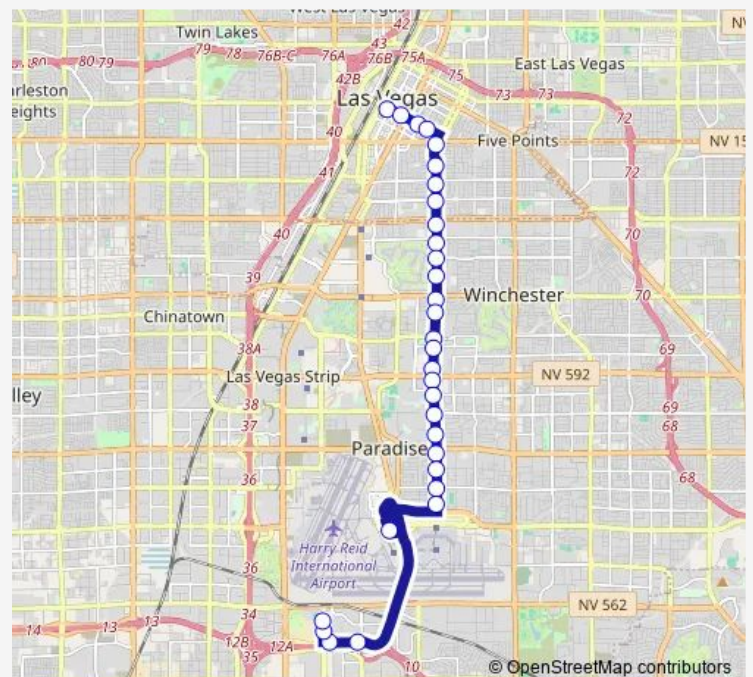 West Las Vegas
42
Twin Lakes
43
NV
80
80
79
79
78
76B-C
76A
76B
75A
75
East Las Vegas
42B
73
73
72
arleston
eights
Las Vegas
40
Five Points
NV 15
41
72
40
70
39
Winchester
70
Chinatown
38A
69
Las Vegas Strip
NV 592
38
lley
69
37
68
Paradise
36
68
Harry Reid
International
Airport
36
NV 562
34
14
13
13
12B
12A
35
10
© OpenStreetMap contributors